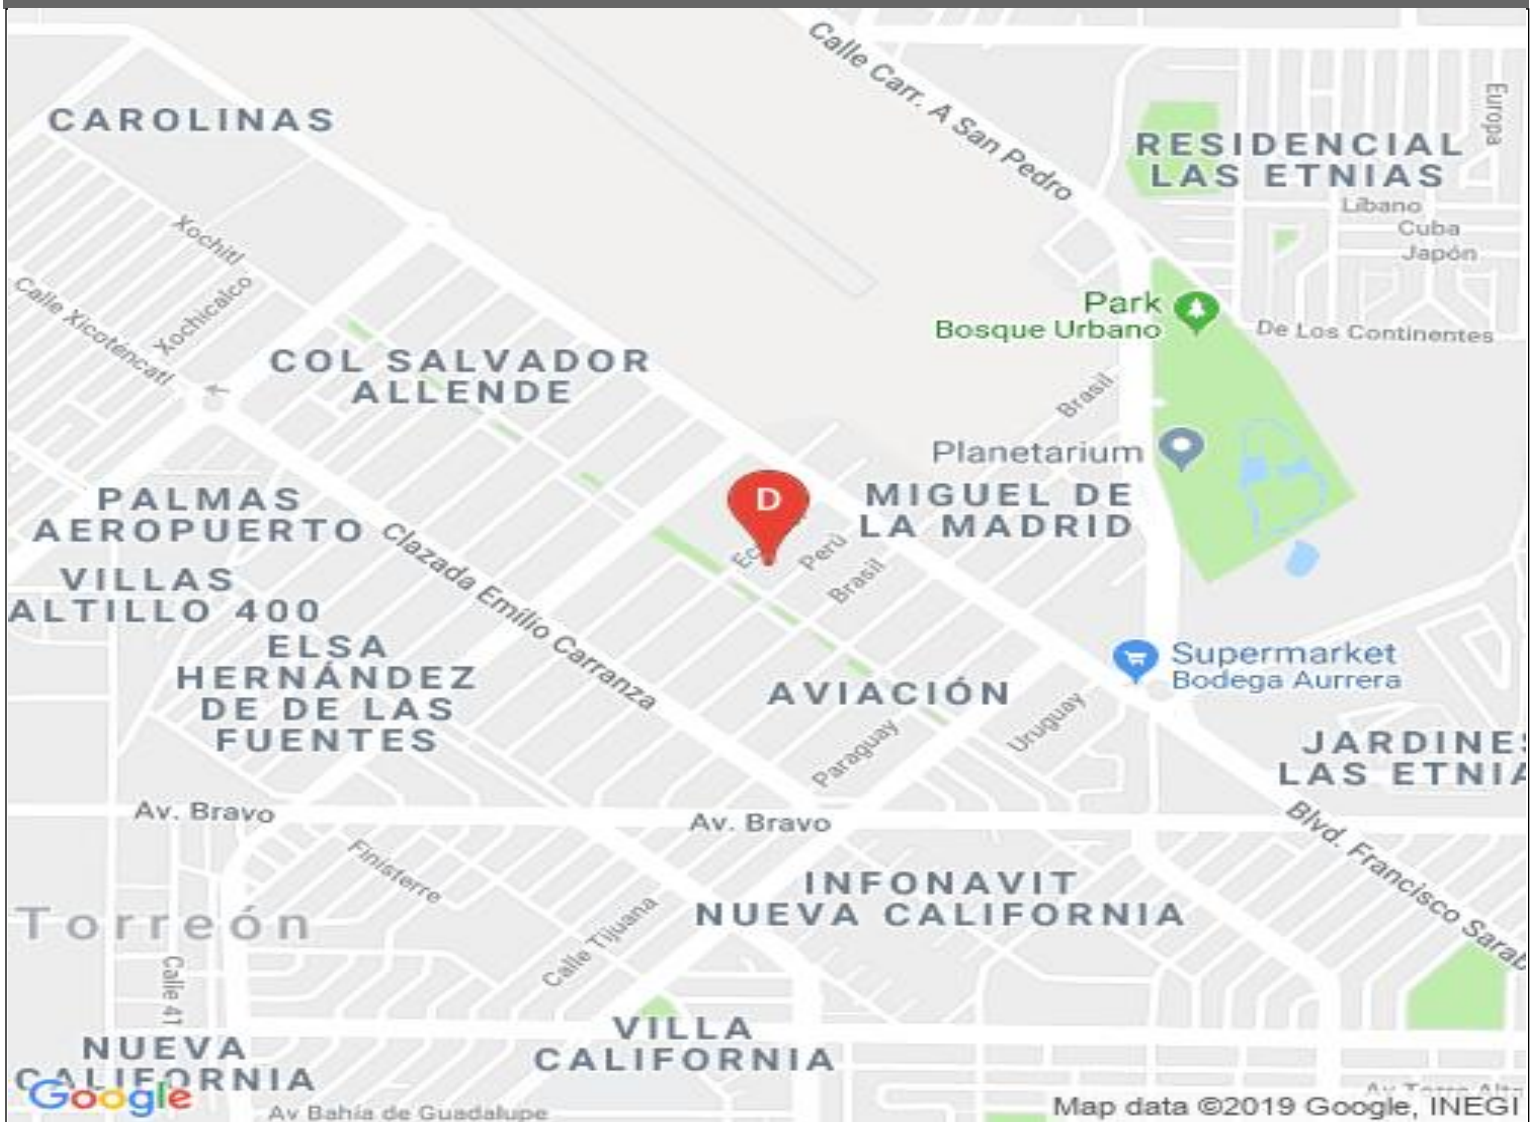 Calle Carr. A San Pedro
Europa
CAROLINAS
RESIDENCIAL
LAS ETNIAS
Líbano
Cuba
Japón
Xochitl
Xochicalco
Calle Xicoténcatl
Park
Bosque Urbano
De Los Continentes
COL SALVADOR
ALLENDE
Brasil
Planetarium
D
MIGUEL DE
LA MADRID
PALMAS
AEROPUERTO
Clazada Emilio Carranza
Perú
Brasil
VILLAS
ALTILLO 400
ELSA
HERNÁNDEZ
DE DE LAS
FUENTES
Supermarket
Bodega Aurrera
AVIACIÓN
Paraguay
Uruguay
JARDINES
LAS ETNIA
Av. Bravo
Av. Bravo
Blvd. Francisco Sarab
Finisterre
INFONAVIT
NUEVA CALIFORNIA
Torreón
Calle Tijuana
Calle 41
VILLA
CALIFORNIA
NUEVA
CALIFORNIA
Google
Av Bahía de Guadalupe
Map data ©2019 Google, INEGI